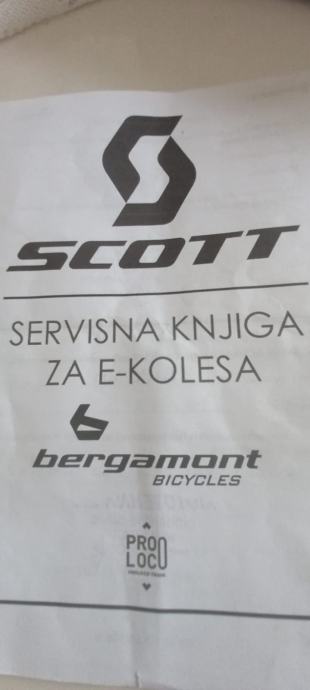 SCOTT
SERVISNA KNJIGA
ZA E-KOLESA
bergamont
BICYCLES
PRO
LOCO